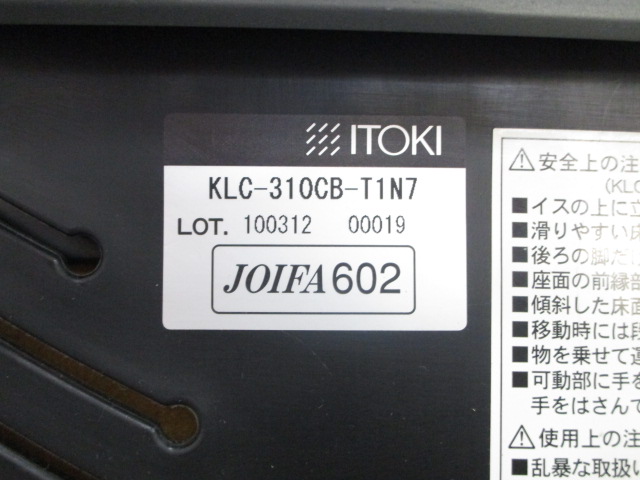 ITOKI
KLC-310CB-T1N7
LOT. 100312 00019
JOIFA602
⚠安全上の注
(KLC
■イスの上に立
■滑りやすい床
■後ろの脚だけ
■座面の前縁部
■傾斜した床面
■移動時には段
■物を乗せて運
■可動部に手を
手をはさんで
⚠使用上の注
■乱暴な取扱い